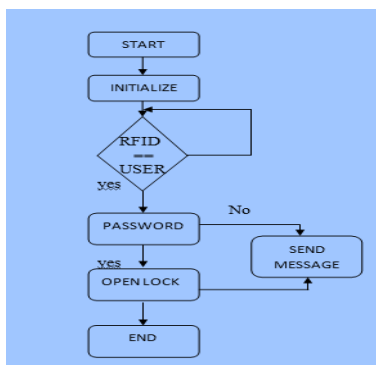 START
INITIALIZE
RFID
==
USER
yes
PASSWORD
No
SEND
MESSAGE
yes
OPEN LOCK
END